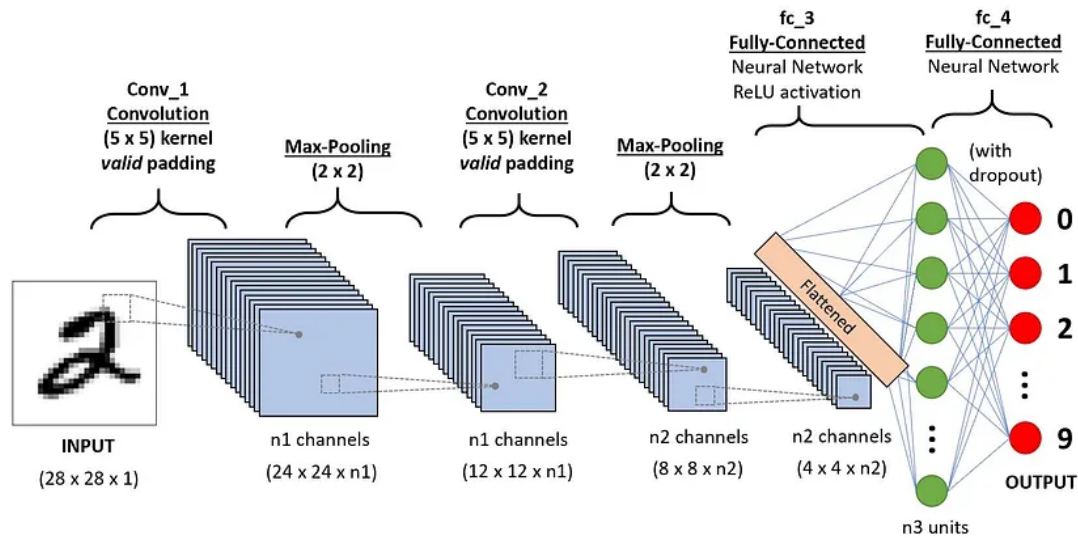 fc_3
Fully-Connected
Neural Network
ReLU activation
fc_4
Fully-Connected
Neural Network
Conv_1
Convolution
(5 x 5) kernel
valid padding
Max-Pooling
(2 x 2)
Conv_2
Convolution
(5 x 5) kernel
valid padding
Max-Pooling
(2 x 2)
(with
dropout)
Flattened
0
1
2
9
INPUT
(28 x 28 x 1)
n1 channels
(24 x 24 x n1)
n1 channels
(12 x 12 x n1)
n2 channels
(8 x 8 x n2)
n2 channels
(4 x 4 x n2)
OUTPUT
n3 units
2